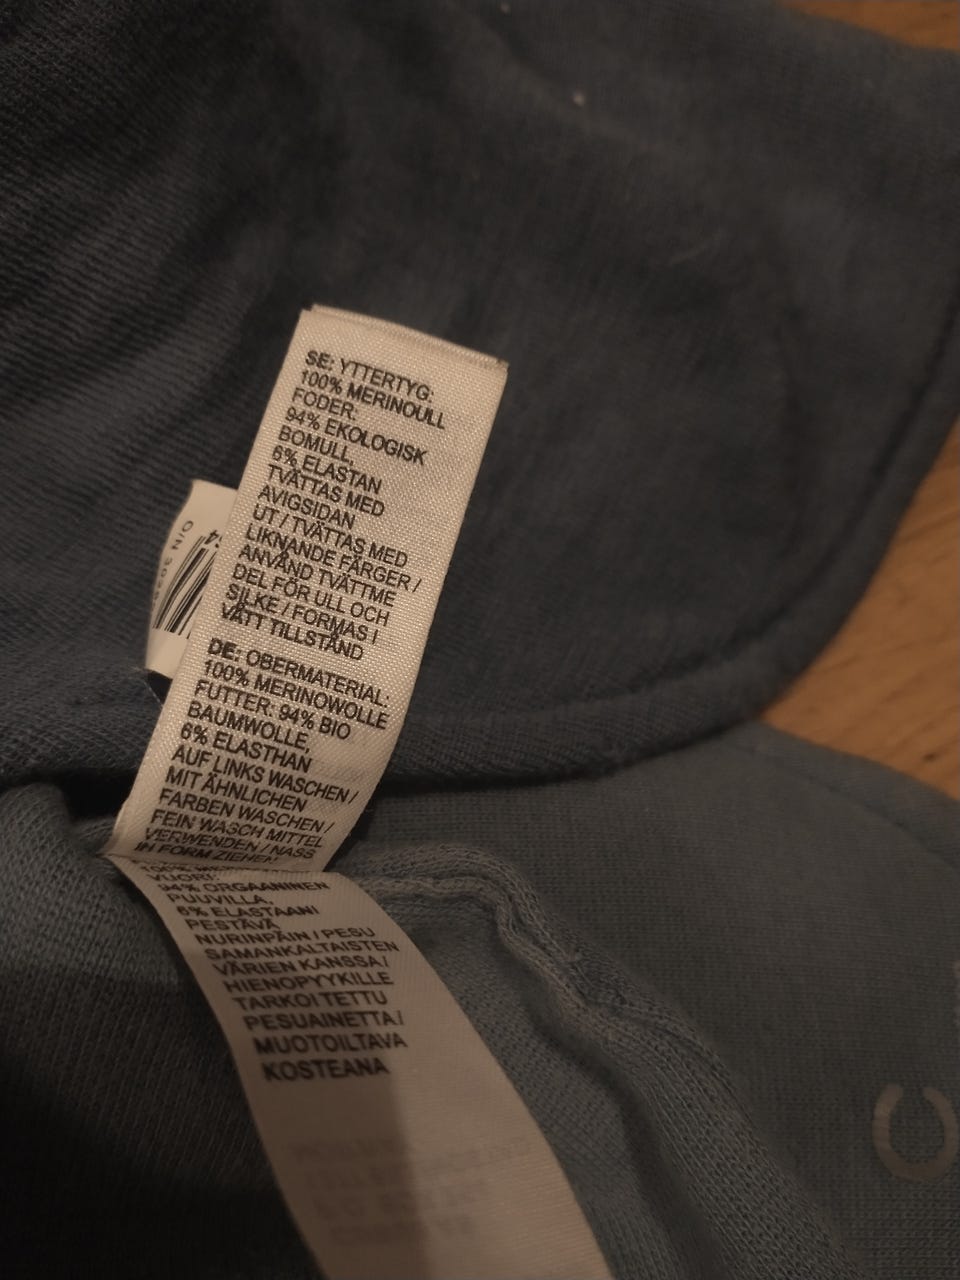 SE: YTTERTYG:
100% MERINOULL
FODER:
94% EKOLOGISK
BOMULL,
6% ELASTAN
TVÄTTAS MED
AVIGSIDAN
UT / TVÄTTAS MED
LIKNANDE FÄRGER /
ANVÄND TVÄTTME
DEL FÖR ULL OCH
SILKE / FORMAS I
VÅTT TILLSTÅND
DE: OBERMATERIAL:
100% MERINOWOLLE
FUTTER: 94% BIO
BAUMWOLLE,
6% ELASTHAN
AUF LINKS WASCHEN /
MIT ÄHNLICHEN
FARBEN WASCHEN /
FEIN WASCH MITTEL
VERWENDEN / NASS
IN FORM ZIEHEN
100%
VUORI:
94% ORGAANINEN
PUUVILLA,
6% ELASTAANI
PESTÄVÄ
NURINPÄIN / PESU
SAMANKALTAISTEN
VÄRIEN KANSSA /
HIENOPYYKILLE
TARKOI TETTU
PESUAINETTA /
MUOTOILTAVA
KOSTEANA
O/N
C